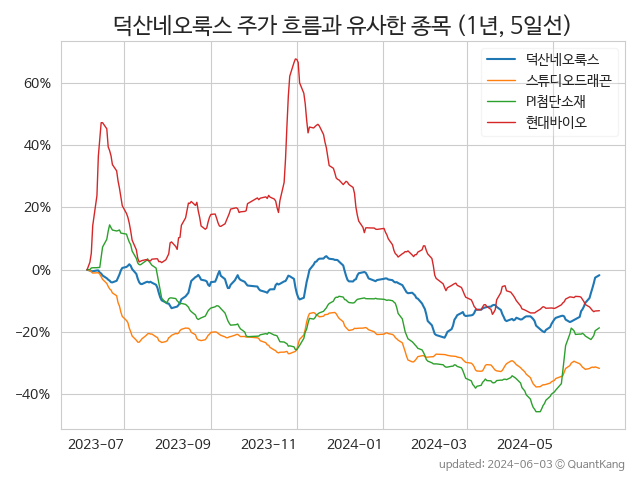 덕산네오룩스 주가 흐름과 유사한 종목 (1년, 5일선)
덕산네오룩스
스튜디오드래곤
PI첨단소재
현대바이오
60%
40%
20%
0%
−20%
−40%
2023−07
2023−09
2023−11
2024−01
2024−03
2024−05
updated: 2024-06-03 © QuantKang